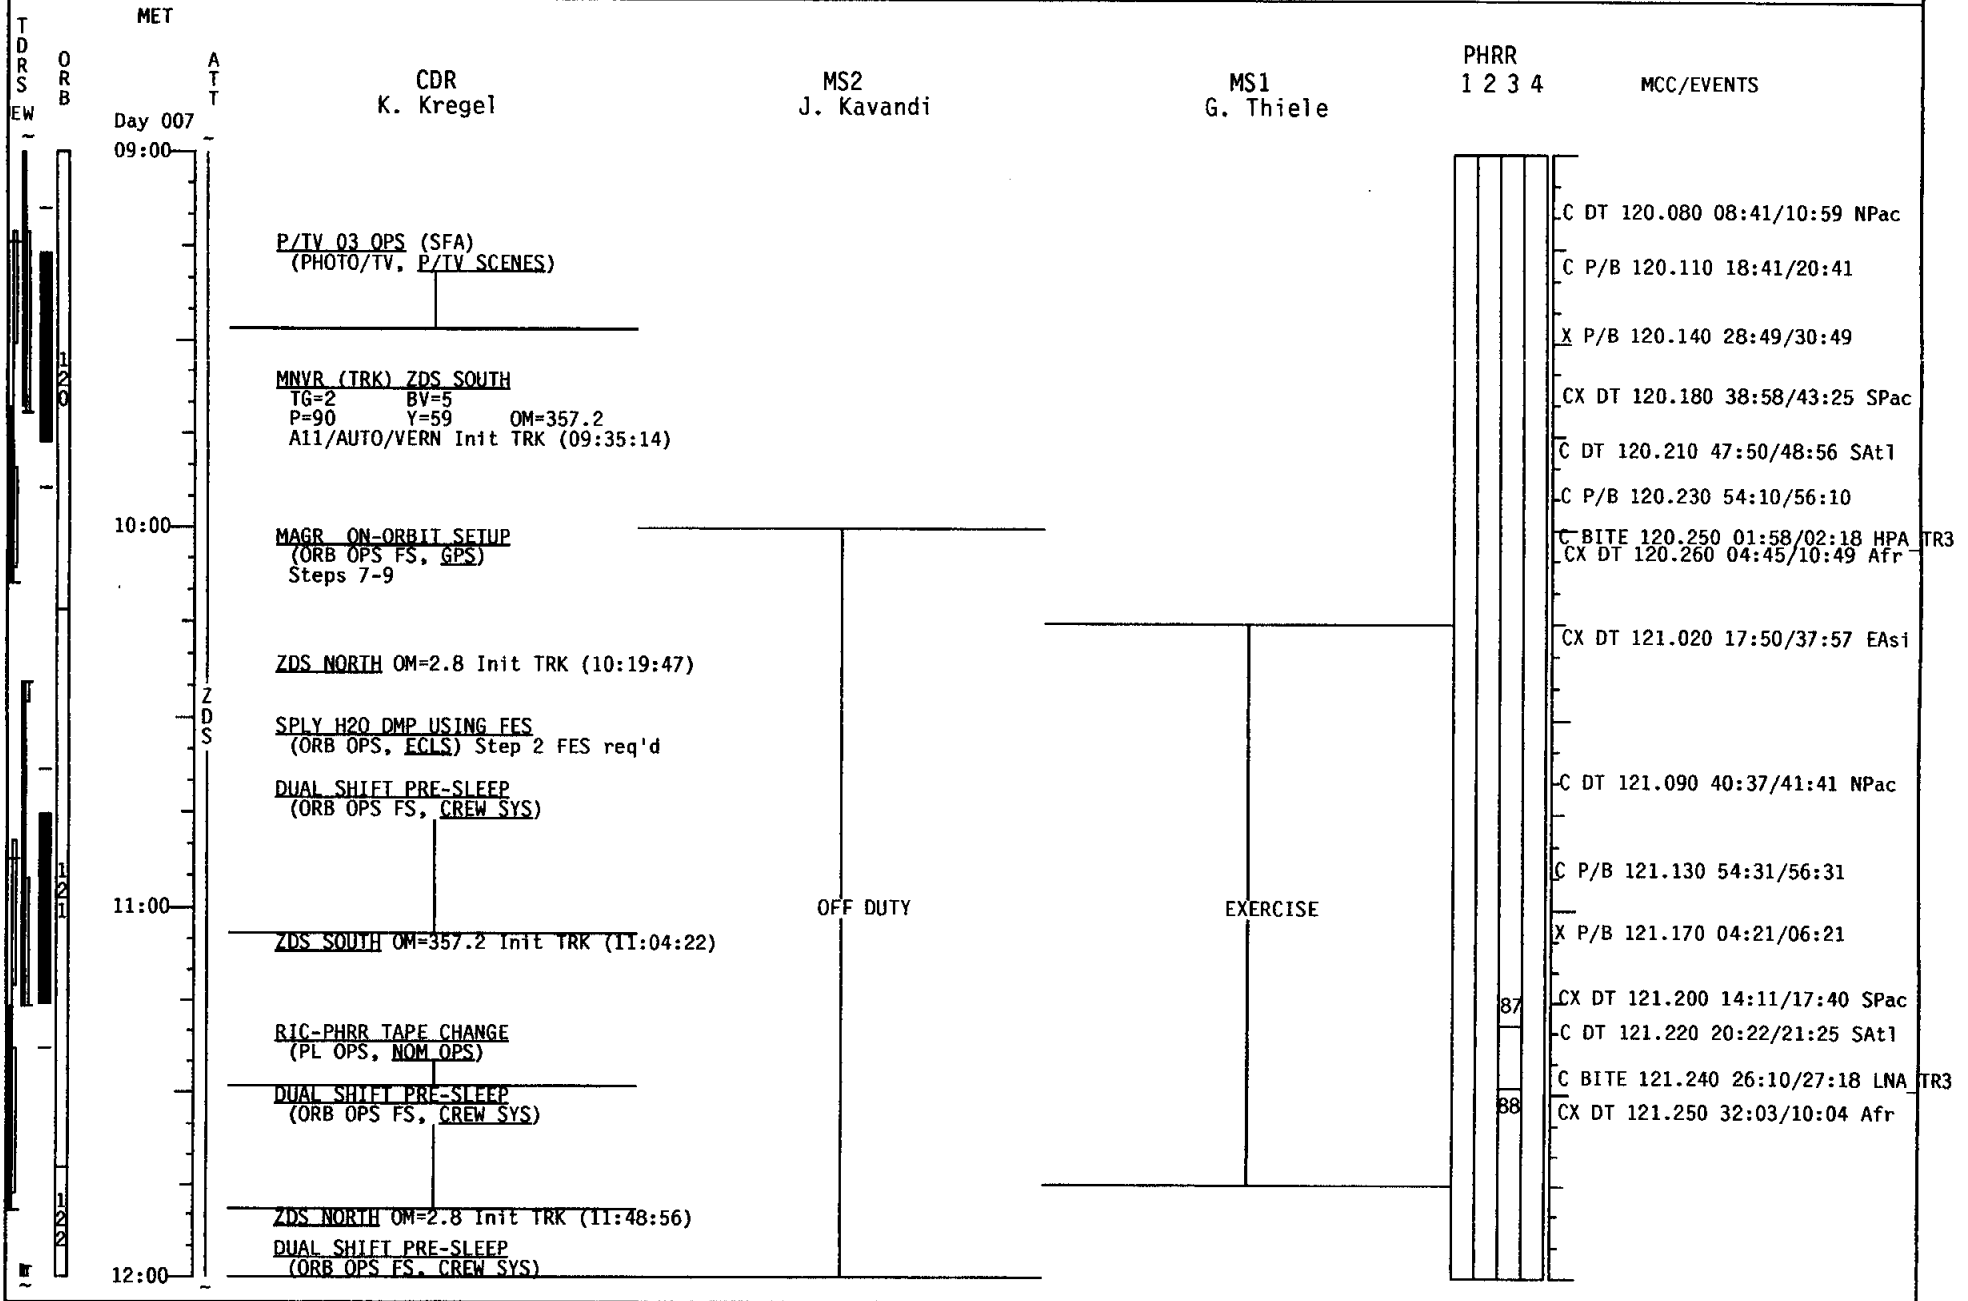 MET
TDRS
ORB
ATT
EW
CDR
K. Kregel
MS2
J. Kavandi
MS1
G. Thiele
PHRR
1 2 3 4
MCC/EVENTS
Day 007
09:00
10:00
11:00
12:00
120
121
122
ZDS
P/TV 03 OPS (SFA)
(PHOTO/TV, P/TV SCENES)
MNVR (TRK) ZDS SOUTH
TG=2 BV=5
P=90 Y=59 OM=357.2
A11/AUTO/VERN Init TRK (09:35:14)
MAGR ON-ORBIT SETUP
(ORB OPS FS, GPS)
Steps 7-9
ZDS NORTH OM=2.8 Init TRK (10:19:47)
SPLY H2O DMP USING FES
(ORB OPS, ECLS) Step 2 FES req'd
DUAL SHIFT PRE-SLEEP
(ORB OPS FS, CREW SYS)
ZDS SOUTH OM=357.2 Init TRK (11:04:22)
RIC-PHRR TAPE CHANGE
(PL OPS, NOM OPS)
DUAL SHIFT PRE-SLEEP
(ORB OPS FS, CREW SYS)
ZDS NORTH OM=2.8 Init TRK (11:48:56)
DUAL SHIFT PRE-SLEEP
(ORB OPS FS, CREW SYS)
OFF DUTY
EXERCISE
87
88
C DT 120.080 08:41/10:59 NPac
C P/B 120.110 18:41/20:41
X P/B 120.140 28:49/30:49
CX DT 120.180 38:58/43:25 SPac
C DT 120.210 47:50/48:56 SAtl
C P/B 120.230 54:10/56:10
C BITE 120.250 01:58/02:18 HPA TR3
CX DT 120.260 04:45/10:49 Afr
CX DT 121.020 17:50/37:57 EAsi
C DT 121.090 40:37/41:41 NPac
C P/B 121.130 54:31/56:31
X P/B 121.170 04:21/06:21
CX DT 121.200 14:11/17:40 SPac
C DT 121.220 20:22/21:25 SAtl
C BITE 121.240 26:10/27:18 LNA TR3
CX DT 121.250 32:03/10:04 Afr